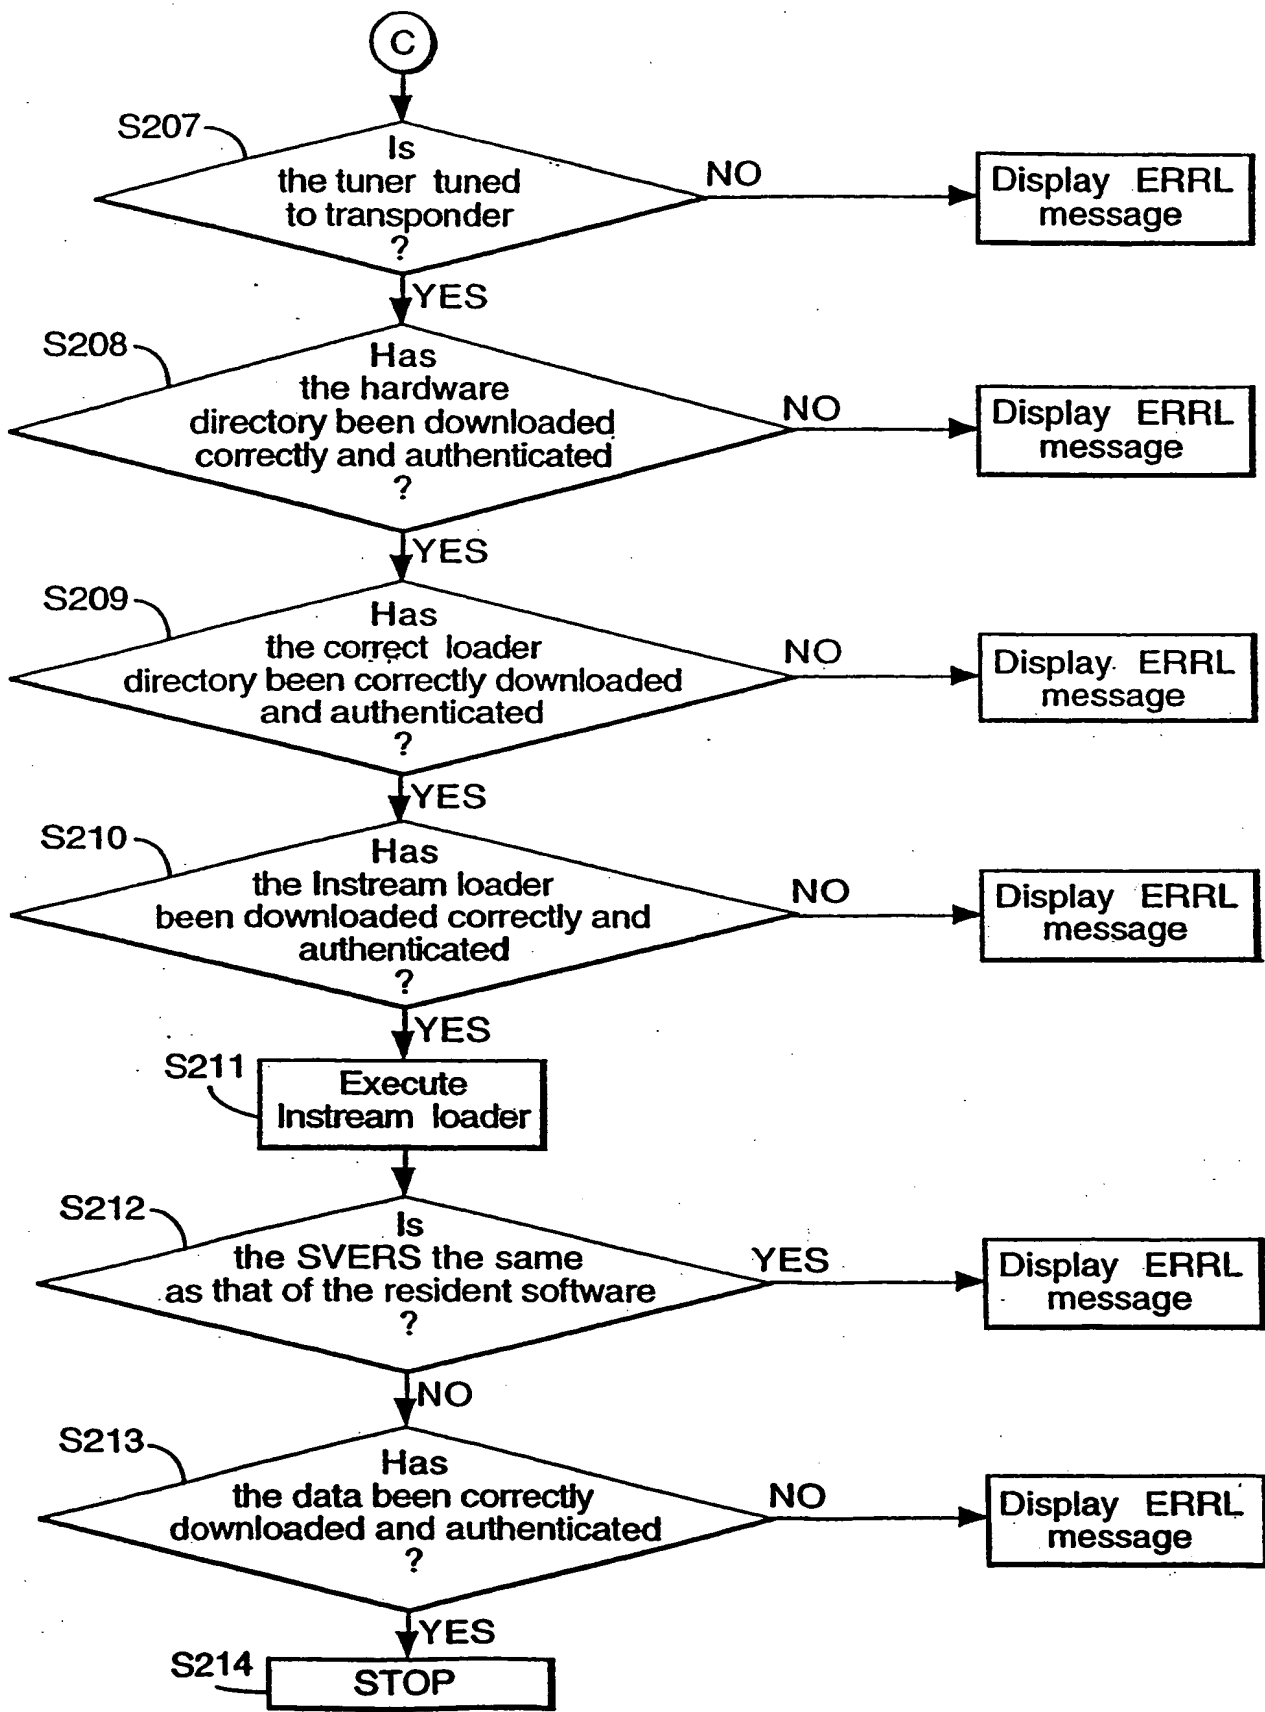 C
S207
Is
the tuner tuned
to transponder
?
NO
Display ERRL
message
YES
S208
Has
the hardware
directory been downloaded
correctly and authenticated
?
NO
Display ERRL
message
YES
S209
Has
the correct loader
directory been correctly downloaded
and authenticated
?
NO
Display ERRL
message
YES
S210
Has
the Instream loader
been downloaded correctly and
authenticated
?
NO
Display ERRL
message
YES
S211
Execute
Instream loader
S212
Is
the SVERS the same
as that of the resident software
?
YES
Display ERRL
message
NO
S213
Has
the data been correctly
downloaded and authenticated
?
NO
Display ERRL
message
YES
S214
STOP